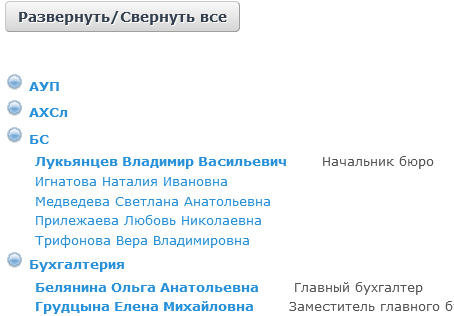 Развернуть/Свернуть все
АУП
АХСл
БС
Лукьянцев Владимир Васильевич Начальник бюро
Игнатова Наталия Ивановна
Медведева Светлана Анатольевна
Прилежаева Любовь Николаевна
Трифонова Вера Владимировна
Бухгалтерия
Белянина Ольга Анатольевна Главный бухгалтер
Грудцына Елена Михайловна Заместитель главного б